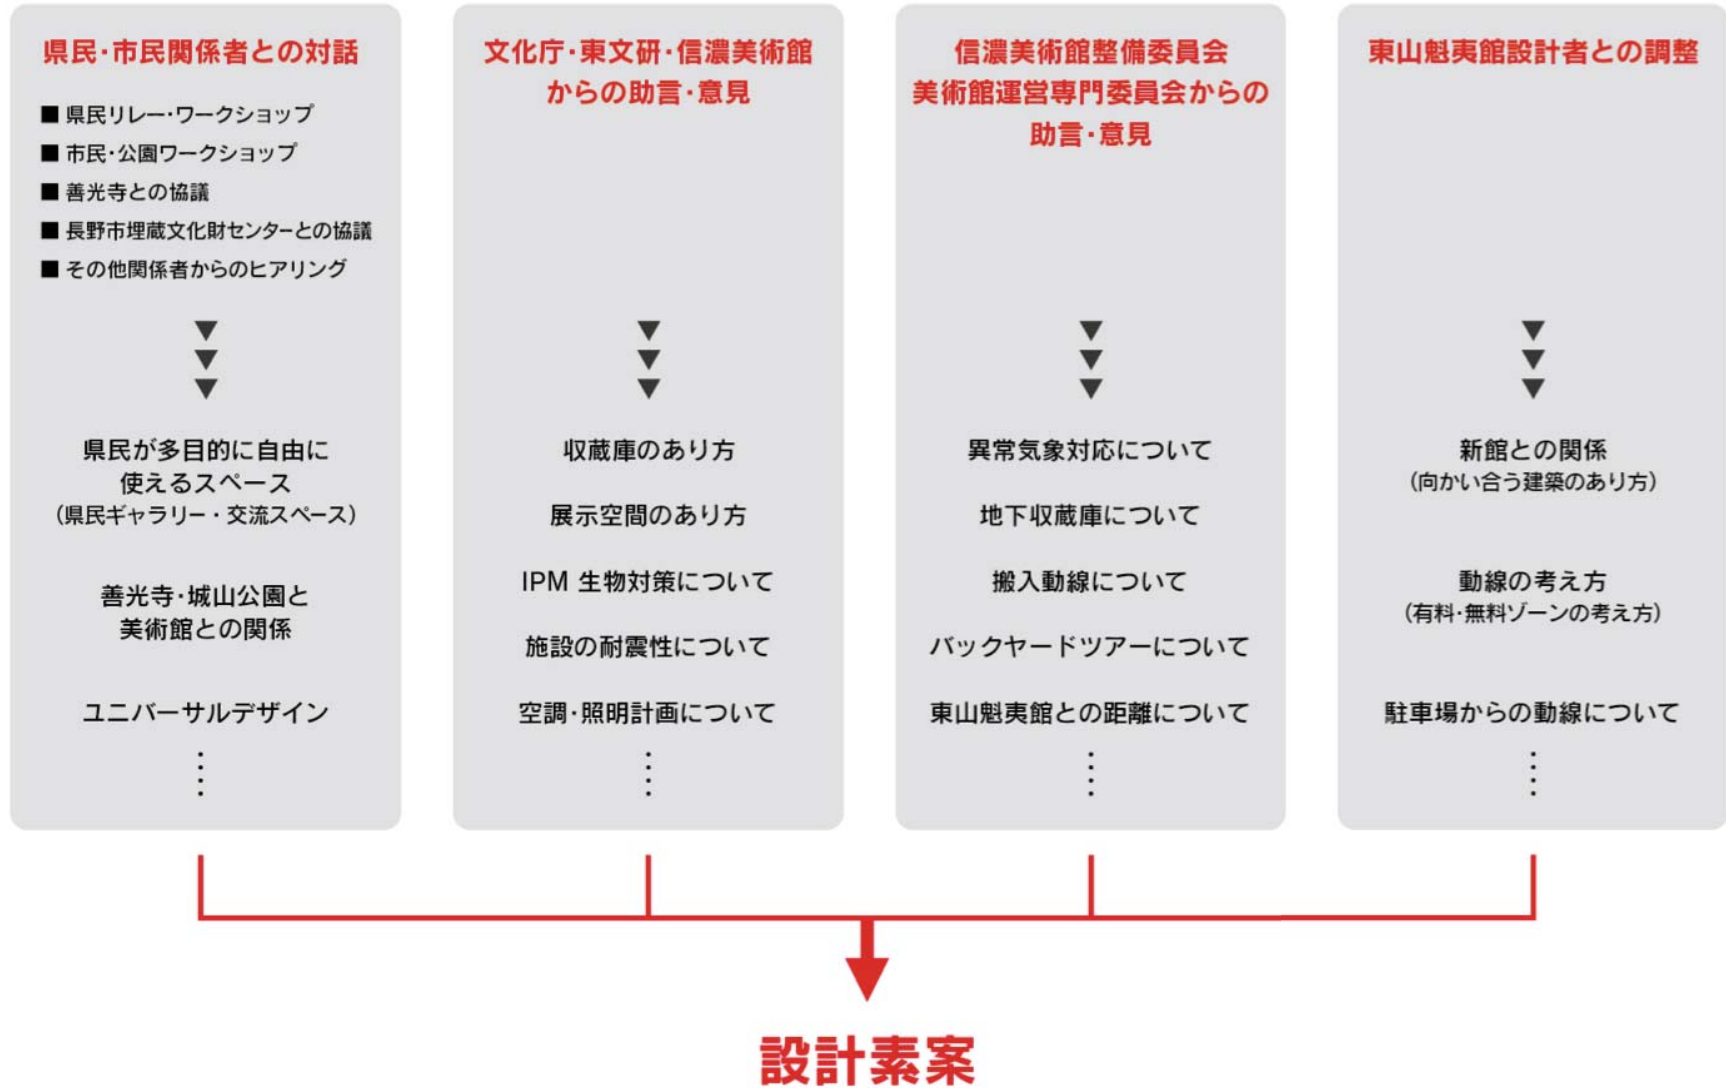 県民・市民関係者との対話
■ 県民リレー・ワークショップ
■ 市民・公園ワークショップ
■ 善光寺との協議
■ 長野市埋蔵文化財センターとの協議
■ その他関係者からのヒアリング
県民が多目的に自由に
使えるスペース
（県民ギャラリー・交流スペース）
善光寺・城山公園と
美術館との関係
ユニバーサルデザイン
文化庁・東文研・信濃美術館
からの助言・意見
収蔵庫のあり方
展示空間のあり方
IPM 生物対策について
施設の耐震性について
空調・照明計画について
信濃美術館整備委員会
美術館運営専門委員会からの
助言・意見
異常気象対応について
地下収蔵庫について
搬入動線について
バックヤードツアーについて
東山魁夷館との距離について
東山魁夷館設計者との調整
新館との関係
（向かい合う建築のあり方）
動線の考え方
（有料・無料ゾーンの考え方）
駐車場からの動線について
設計素案